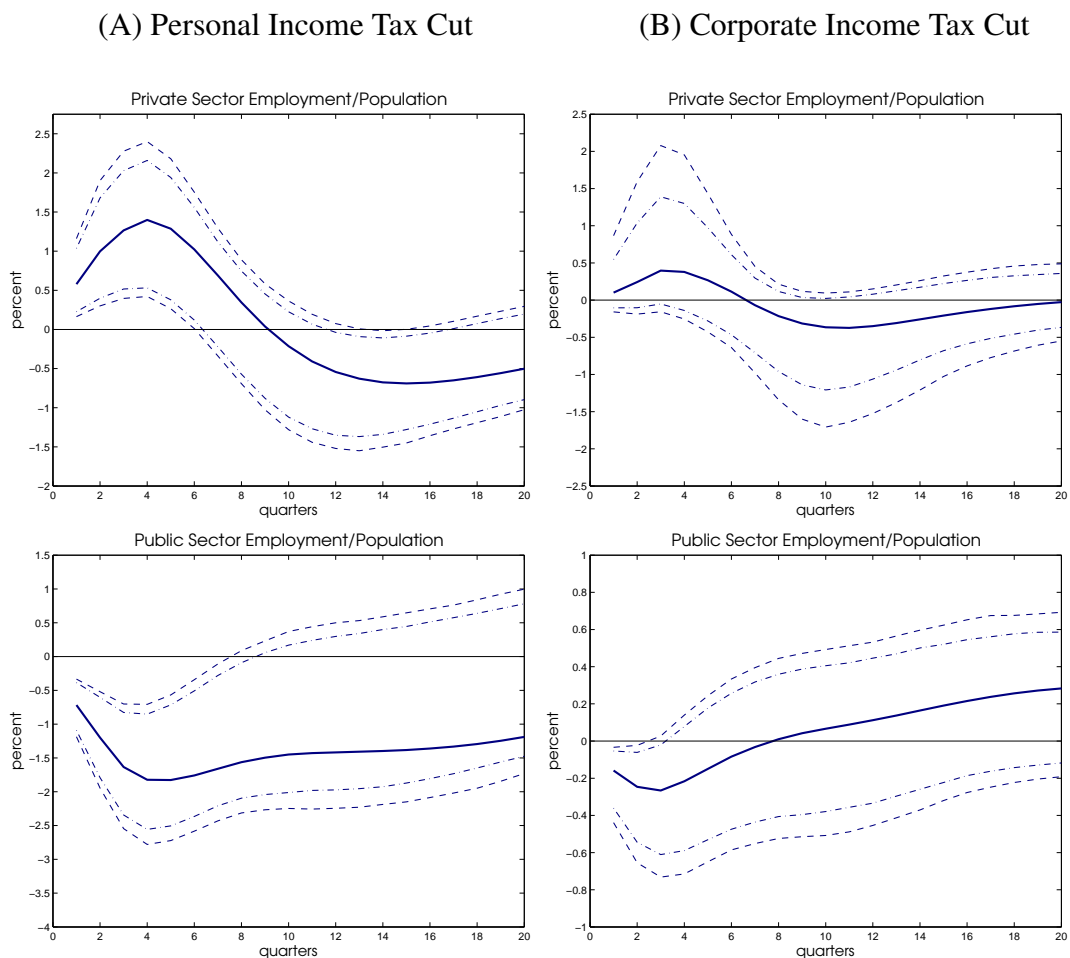 (A) Personal Income Tax Cut
(B) Corporate Income Tax Cut
Private Sector Employment/Population
2.5
2
1.5
1
0.5
0
−0.5
−1
−1.5
−2
percent
0 2 4 6 8 10 12 14 16 18 20
quarters
Private Sector Employment/Population
2.5
2
1.5
1
0.5
0
−0.5
−1
−1.5
−2
−2.5
percent
0 2 4 6 8 10 12 14 16 18 20
quarters
Public Sector Employment/Population
1.5
1
0.5
0
−0.5
−1
−1.5
−2
−2.5
−3
−3.5
−4
percent
0 2 4 6 8 10 12 14 16 18 20
quarters
Public Sector Employment/Population
1
0.8
0.6
0.4
0.2
0
−0.2
−0.4
−0.6
−0.8
−1
percent
0 2 4 6 8 10 12 14 16 18 20
quarters